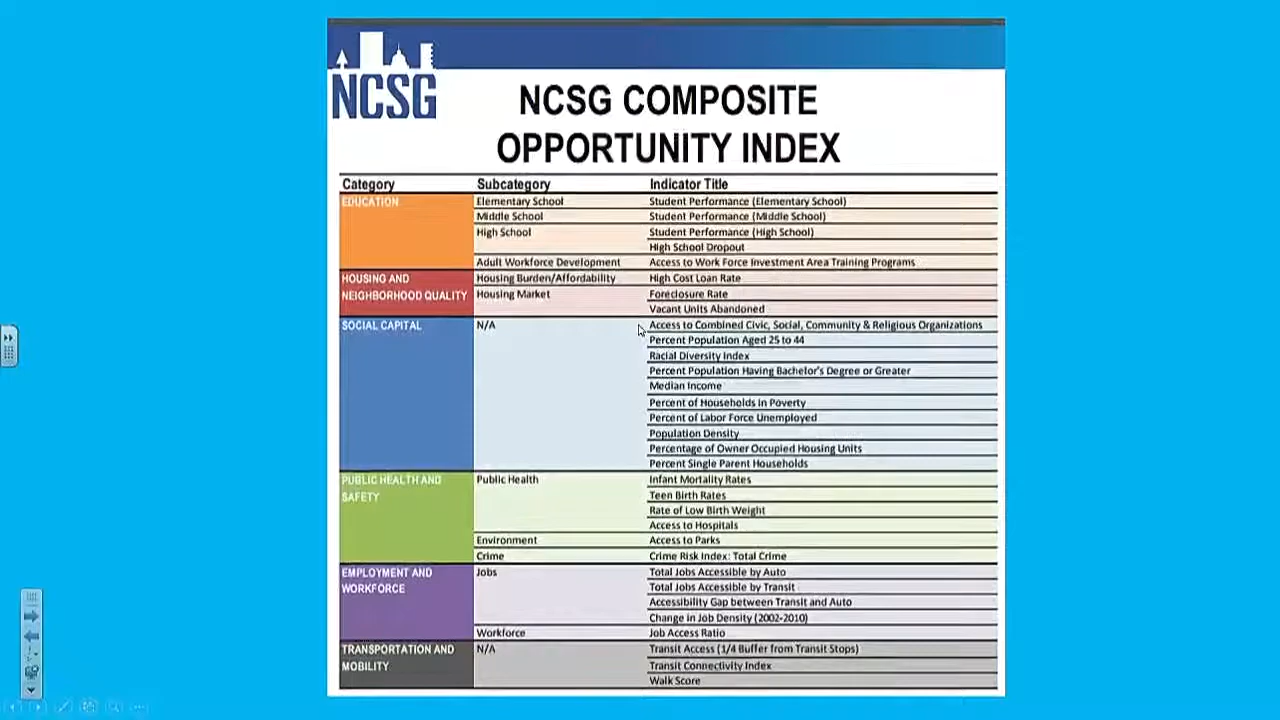 NCSG
NCSG COMPOSITE
OPPORTUNITY INDEX
Category Subcategory Indicator Title
EDUCATION Elementary School Student Performance (Elementary School)
Middle School Student Performance (Middle School)
High School Student Performance (High School)
High School Dropout
Adult Workforce Development Access to Work Force Investment Area Training Programs
HOUSING AND Housing Burden/Affordability High Cost Loan Rate
NEIGHBORHOOD QUALITY Housing Market Foreclosure Rate
Vacant Units Abandoned
SOCIAL CAPITAL N/A Access to Combined Civic, Social, Community & Religious Organizations
Percent Population Aged 25 to 44
Racial Diversity Index
Percent Population Having Bachelor's Degree or Greater
Median Income
Percent of Households In Poverty
Percent of Labor Force Unemployed
Population Density
Percentage of Owner Occupied Housing Units
Percent Single Parent Households
PUBLIC HEALTH AND Public Health Infant Mortality Rates
SAFETY Teen Birth Rates
Rate of Low Birth Weight
Access to Hospitals
Environment Access to Parks
Crime Crime Risk Index: Total Crime
EMPLOYMENT AND Jobs Total Jobs Accessible by Auto
WORKFORCE Total Jobs Accessible by Transit
Accessibility Gap between Transit and Auto
Change in Job Density (2002-2010)
Workforce Job Access Ratio
TRANSPORTATION AND N/A Transit Access (1/4 Buffer from Transit Stops)
MOBILITY Transit Connectivity Index
Walk Score